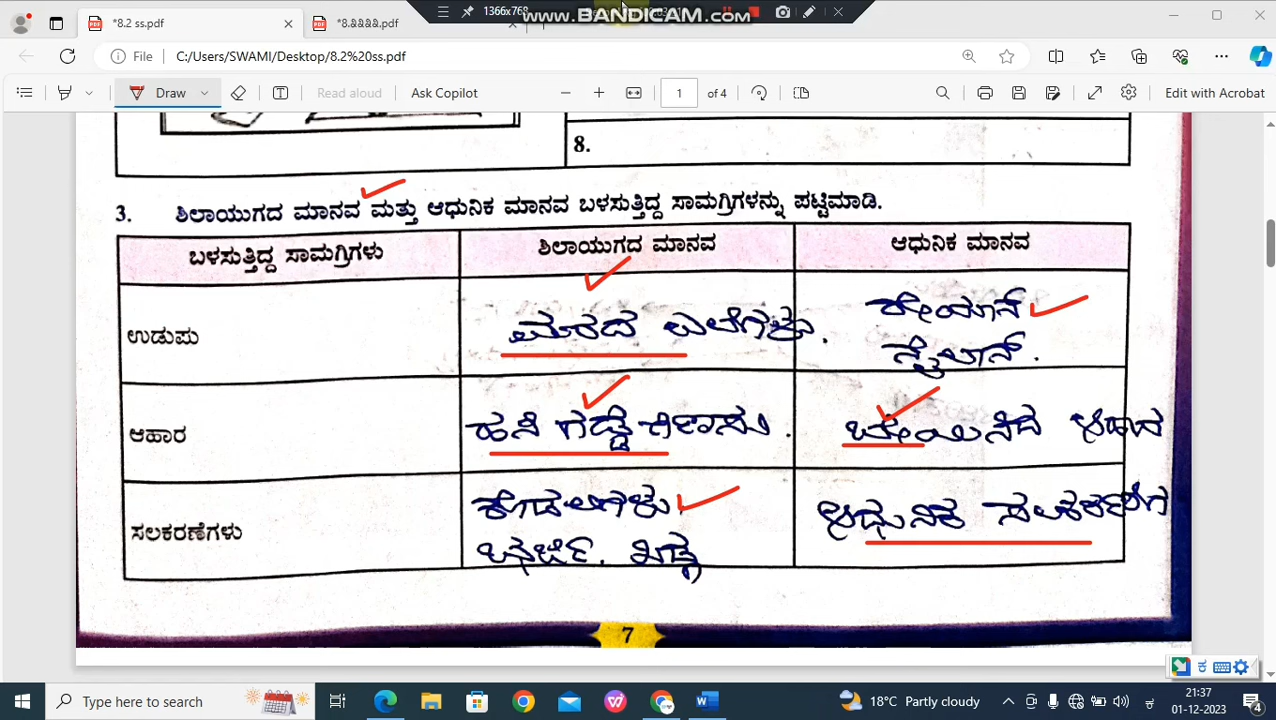 *8.2 ss.pdf
*8.ಹಿಹಿಹಿಹಿ.pdf
1366x768
www.BANDICAM.com
File C:/Users/SWAMI/Desktop/8.2%20ss.pdf
Draw Read aloud Ask Copilot 1 of 4 Edit with Acrobat
8.
3. ಶಿಲಾಯುಗದ ಮಾನವ ಮತ್ತು ಆಧುನಿಕ ಮಾನವ ಬಳಸುತ್ತಿದ್ದ ಸಾಮಗ್ರಿಗಳನ್ನು ಪಟ್ಟಿಮಾಡಿ.
ಬಳಸುತ್ತಿದ್ದ ಸಾಮಗ್ರಿಗಳು ಶಿಲಾಯುಗದ ಮಾನವ ಆಧುನಿಕ ಮಾನವ
ಉಡುಪು ಮರದ ಎಲೆಗಳು. ರೇಯಾನ್
ನೈಲಾನ್.
ಆಹಾರ ಹಸಿ ಗಡ್ಡೆ ಗೆಣಸು. ಬೇಯಿಸಿದ ಆಹಾರ
ಸಲಕರಣೆಗಳು ಕೊಡಲಿಗಳು ಆಧುನಿಕ
7
Type here to search
18°C Partly cloudy
21:37
01-12-2023